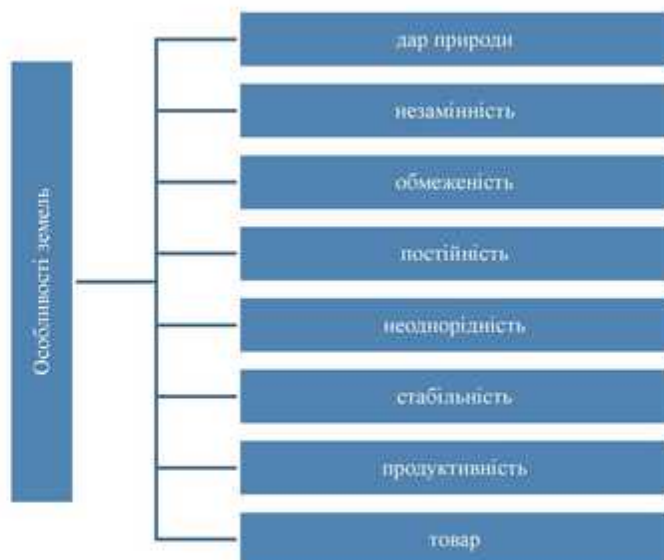 Особливості земель
дар природи
незамінність
обмеженість
постійність
неоднорідність
стабільність
продуктивність
товар